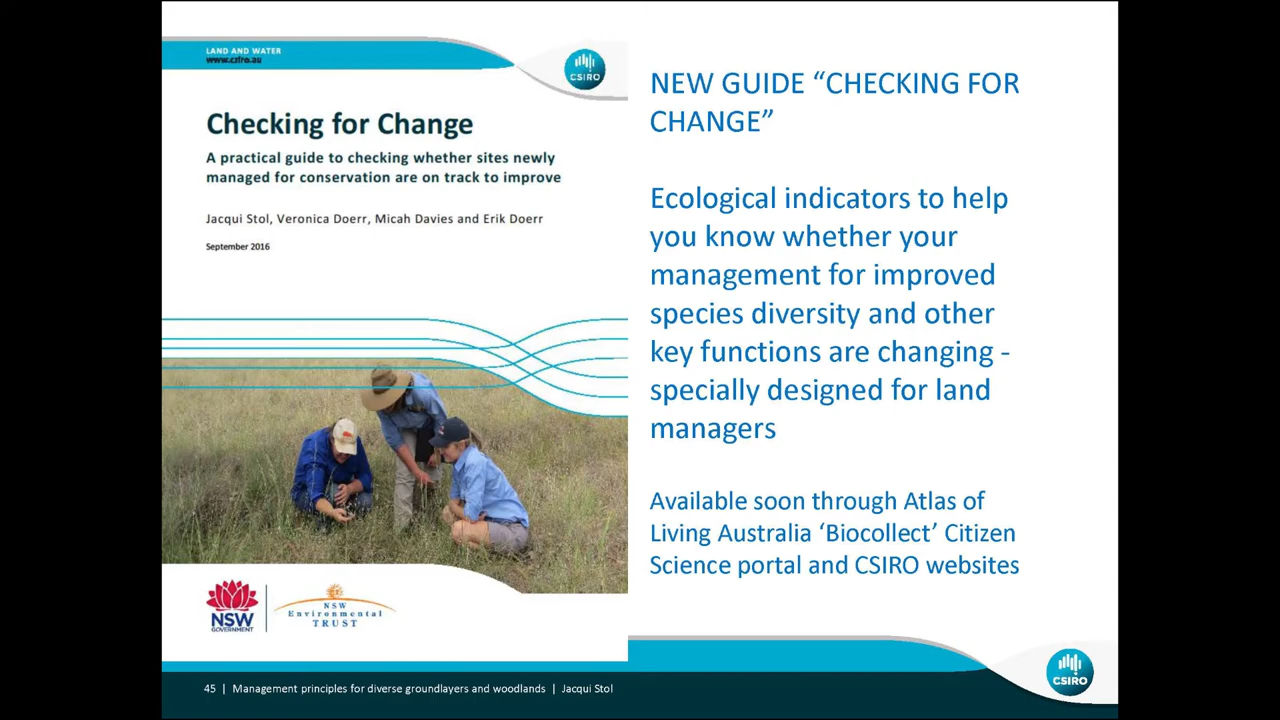 LAND AND WATER
www.csiro.au
CSIRO
Checking for Change
A practical guide to checking whether sites newly
managed for conservation are on track to improve
Jacqui Stol, Veronica Doerr, Micah Davies and Erik Doerr
September 2016
NSW
GOVERNMENT
NSW
Environmental
TRUST
NEW GUIDE “CHECKING FOR
CHANGE”
Ecological indicators to help
you know whether your
management for improved
species diversity and other
key functions are changing -
specially designed for land
managers
Available soon through Atlas of
Living Australia ‘Biocollect’ Citizen
Science portal and CSIRO websites
45 | Management principles for diverse groundlayers and woodlands | Jacqui Stol
CSIRO